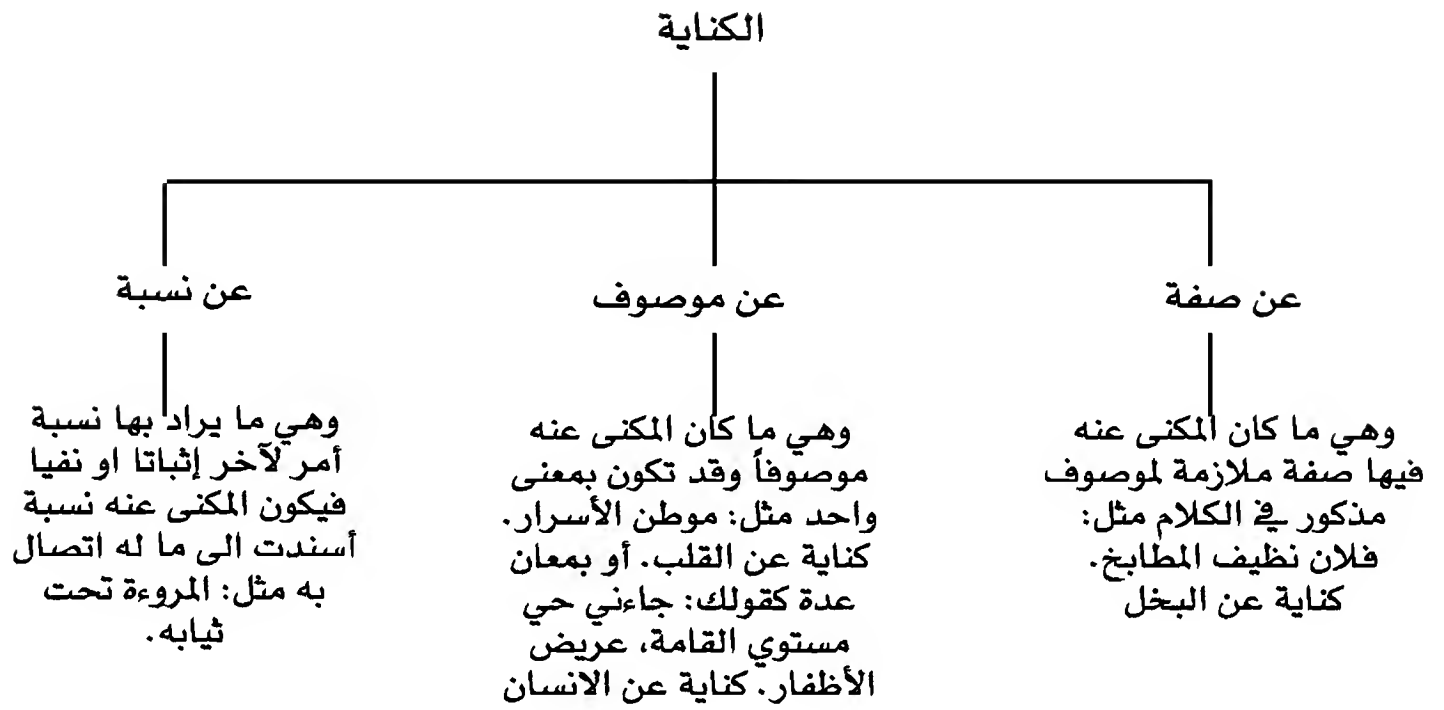 الكناية
عن صفة
وهي ما كان المكنى عنه
فيها صفة ملازمة لموصوف
مذكور في الكلام مثل:
فلان نظيف المطابخ.
كناية عن البخل
عن موصوف
وهي ما كان المكنى عنه
موصوفاً وقد تكون بمعنى
واحد مثل: موطن الأسرار.
كناية عن القلب. أو بمعان
عدة كقولك: جاءني حي
مستوي القامة، عريض
الأظفار. كناية عن الانسان
عن نسبة
وهي ما يراد بها نسبة
أمر لآخر إثباتا او نفيا
فيكون المكنى عنه نسبة
أسندت الى ما له اتصال
به مثل: المروءة تحت
ثيابه.